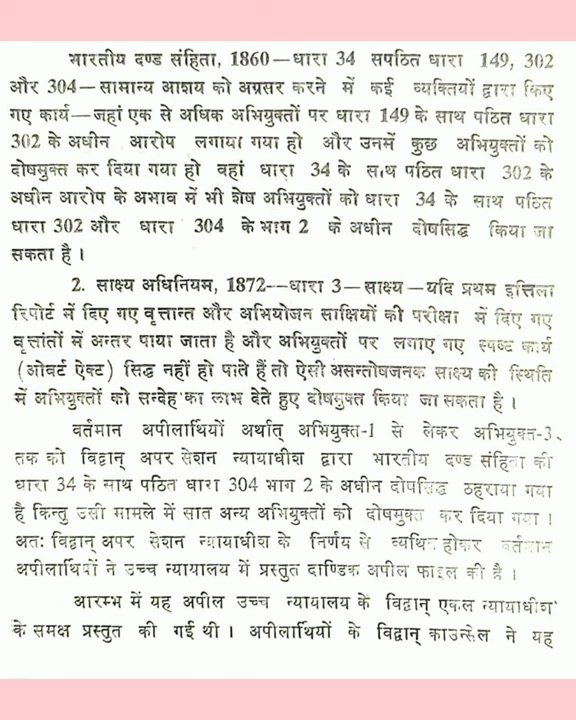 भारतीय दण्ड संहिता, 1860—धारा 34 सपठित धारा 149, 302
और 304—सामान्य आशय को अग्रसर करने में कई व्यक्तियों द्वारा किए
गए कार्य—जहां एक से अधिक अभियुक्तों पर धारा 149 के साथ पठित धारा
302 के अधीन आरोप लगाया गया हो और उनमें कुछ अभियुक्तों को
दोषमुक्त कर दिया गया हो वहां धारा 34 के साथ पठित धारा 302 के
अधीन आरोप के अभाव में भी शेष अभियुक्तों को धारा 34 के साथ पठित
धारा 302 और धारा 304 के भाग 2 के अधीन दोषसिद्ध किया जा
सकता है ।
2. साक्ष्य अधिनियम, 1872--धारा 3—साक्ष्य—यदि प्रथम इत्तिला
रिपोर्ट में दिए गए वृत्तान्त और अभियोजन साक्षियों की परीक्षा में दिए गए
वृत्तांतों में अन्तर पाया जाता है और अभियुक्तों पर लगाए गए स्पष्ट कार्य
(ओवर्ट ऐक्ट) सिद्ध नहीं हो पाते हैं तो ऐसी असन्तोषजनक साक्ष्य की स्थिति
में अभियुक्तों को सन्देह का लाभ देते हुए दोषमुक्त किया जा सकता है ।
वर्तमान अपीलार्थियों अर्थात् अभियुक्त-1 से लेकर अभियुक्त-3
तक को विद्वान् अपर सेशन न्यायाधीश द्वारा भारतीय दण्ड संहिता की
धारा 34 के साथ पठित धारा 304 भाग 2 के अधीन दोषसिद्ध ठहराया गया
है किन्तु उसी मामले में सात अन्य अभियुक्तों को दोषमुक्त कर दिया गया ।
अतः विद्वान् अपर सेशन न्यायाधीश के निर्णय से व्यथित होकर वर्तमान
अपीलार्थियों ने उच्च न्यायालय में प्रस्तुत दाण्डिक अपील फाइल की है ।
आरम्भ में यह अपील उच्च न्यायालय के विद्वान् एकल न्यायाधीश
के समक्ष प्रस्तुत की गई थी । अपीलार्थियों के विद्वान् काउन्सेल ने यह